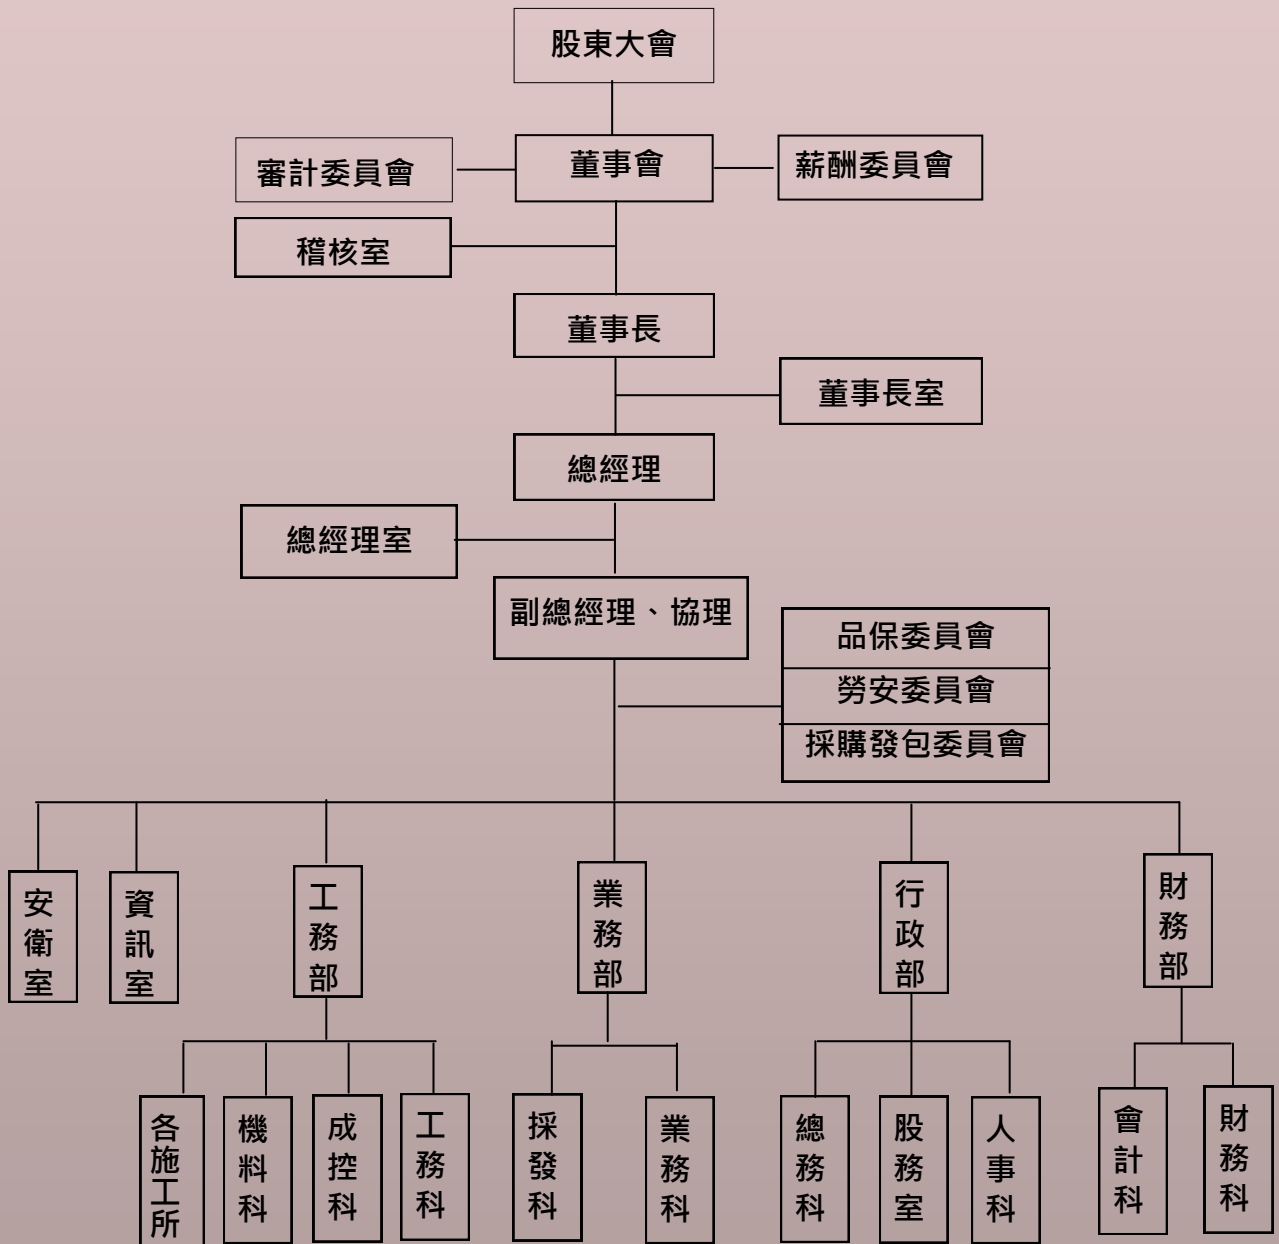 股東大會
審計委員會
董事會
薪酬委員會
稽核室
董事長
董事長室
總經理
總經理室
副總經理、協理
品保委員會
勞安委員會
採購發包委員會
安衛室
資訊室
工務部
業務部
行政部
財務部
各施工所
機料科
成控科
工務科
採發科
業務科
總務科
股務室
人事科
會計科
財務科